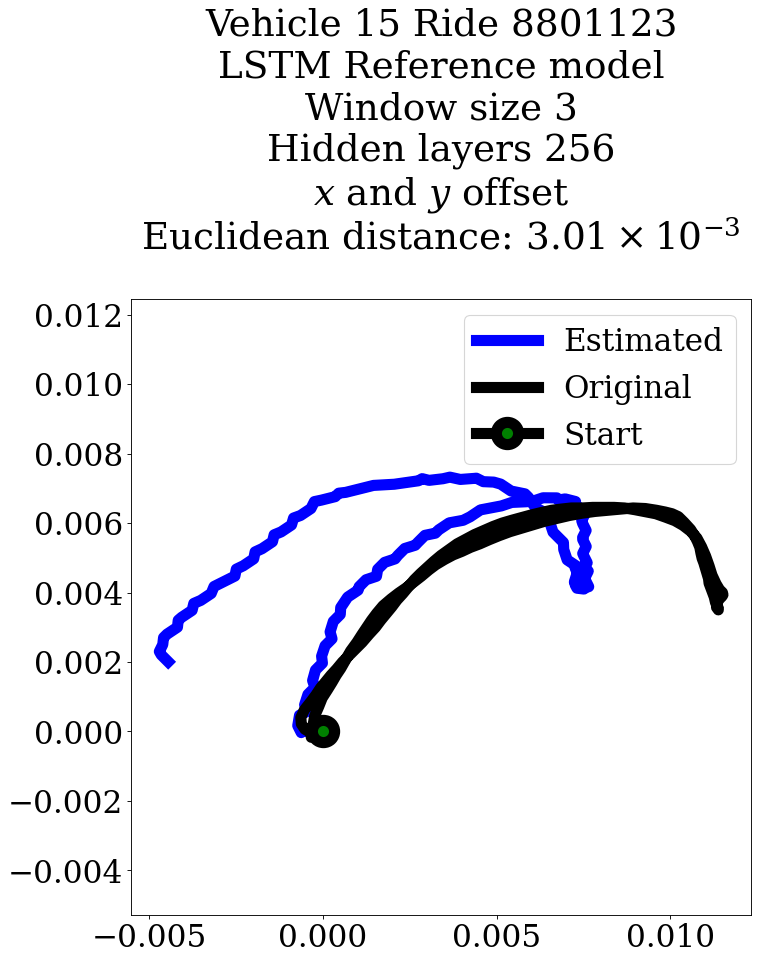 Vehicle 15 Ride 8801123
LSTM Reference model
Window size 3
Hidden layers 256
x and y offset
Euclidean distance: 3.01 × 10⁻³
Estimated
Original
Start
0.012
0.010
0.008
0.006
0.004
0.002
0.000
−0.002
−0.004
−0.005 0.000 0.005 0.010